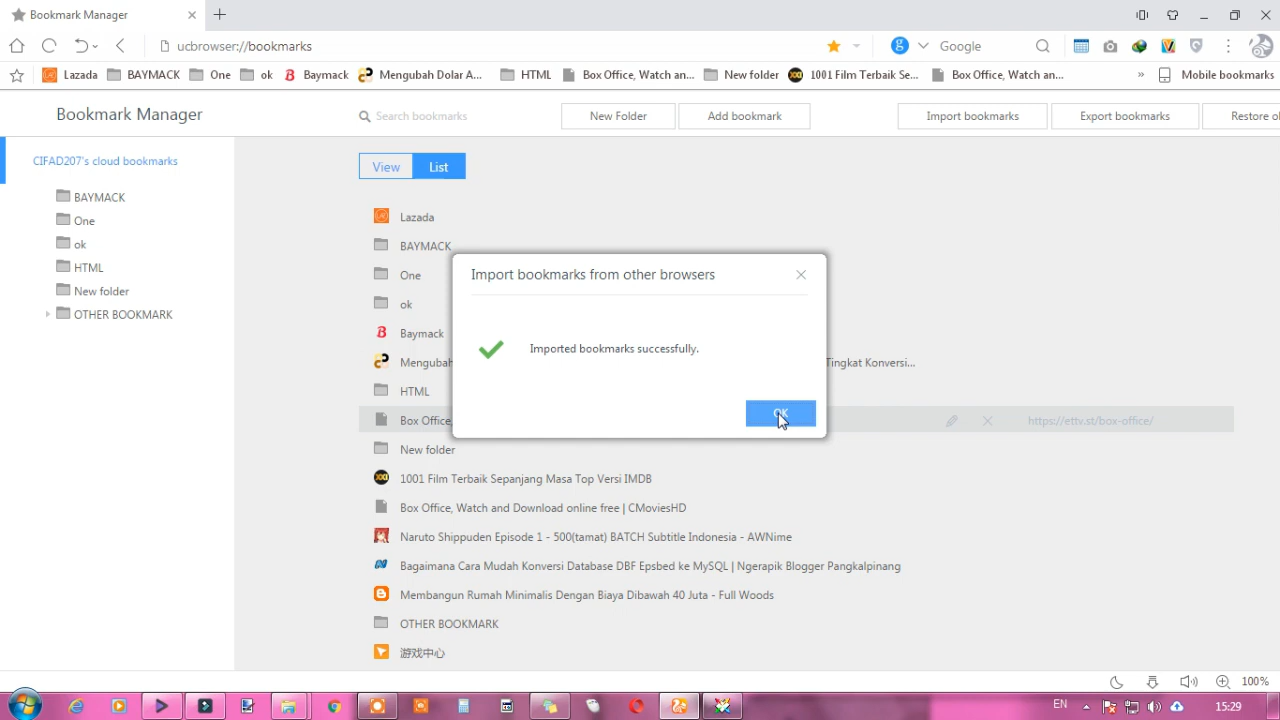 Bookmark Manager
ucbrowser://bookmarks
Google
Lazada BAYMACK One ok Baymack Mengubah Dolar A... HTML Box Office, Watch an... New folder 1001 Film Terbaik Se... Box Office, Watch an... » Mobile bookmarks
Bookmark Manager
Search bookmarks
New Folder
Add bookmark
Import bookmarks
Export bookmarks
Restore
CIFAD207's cloud bookmarks
BAYMACK
One
ok
HTML
New folder
OTHER BOOKMARK
View List
Lazada
BAYMACK
One
ok
Baymack
Mengubah Tingkat Konversi...
HTML
Box Office, https://ettv.st/box-office/
New folder
1001 Film Terbaik Sepanjang Masa Top Versi IMDB
Box Office, Watch and Download online free | CMoviesHD
Naruto Shippuden Episode 1 - 500(tamat) BATCH Subtitle Indonesia - AWNime
Bagaimana Cara Mudah Konversi Database DBF Epsbed ke MySQL | Ngerapik Blogger Pangkalpinang
Membangun Rumah Minimalis Dengan Biaya Dibawah 40 Juta - Full Woods
OTHER BOOKMARK
游戏中心
Import bookmarks from other browsers
Imported bookmarks successfully.
OK
100%
EN
15:29